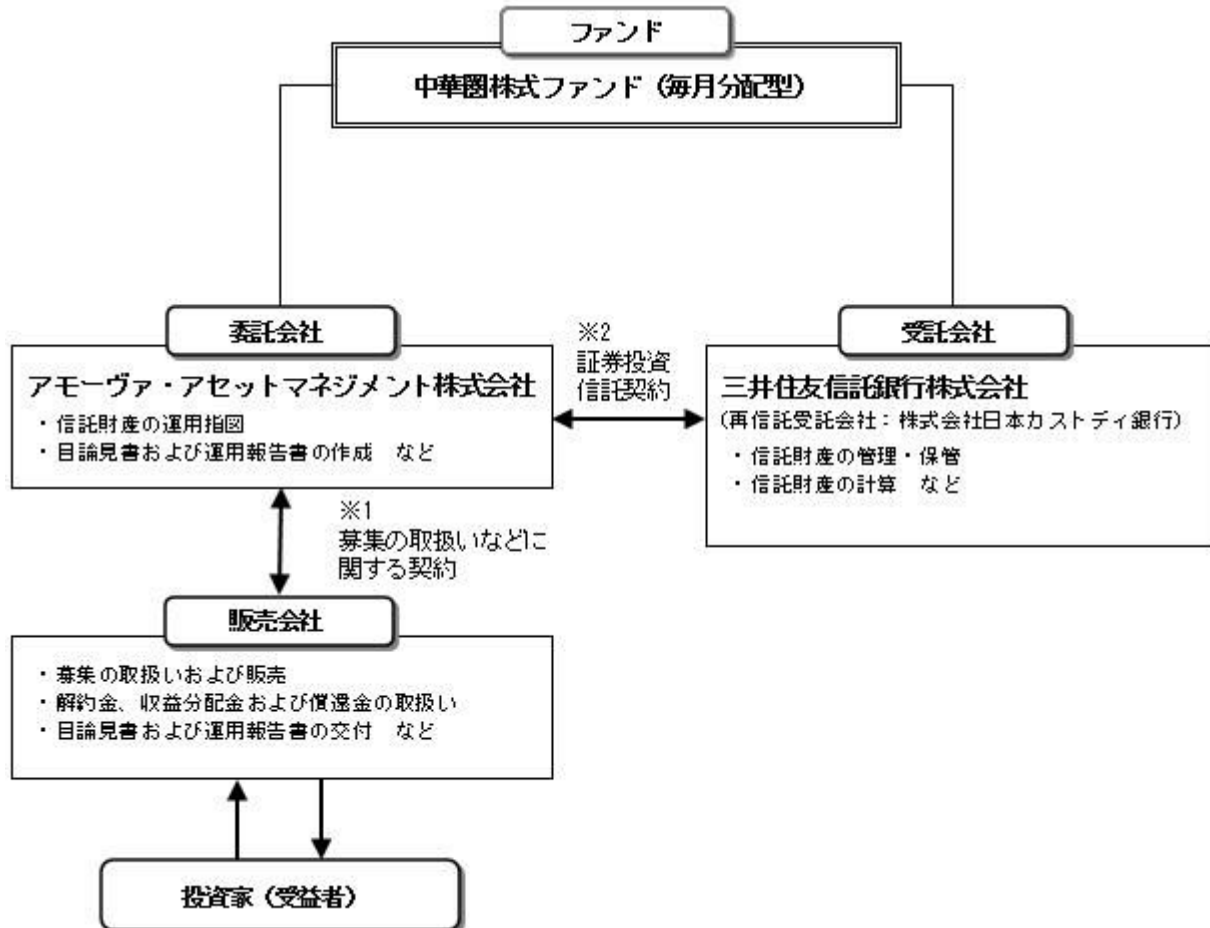 ファンド
中華圏株式ファンド（毎月分配型）
委託会社
アモーヴァ・アセットマネジメント株式会社
・信託財産の運用指図
・目論見書および運用報告書の作成　など
※2
証券投資
信託契約
受託会社
三井住友信託銀行株式会社
(再信託受託会社：株式会社日本カストディ銀行)
・信託財産の管理・保管
・信託財産の計算　など
※1
募集の取扱いなどに
関する契約
販売会社
・募集の取扱いおよび販売
・解約金、収益分配金および償還金の取扱い
・目論見書および運用報告書の交付　など
投資家（受益者）